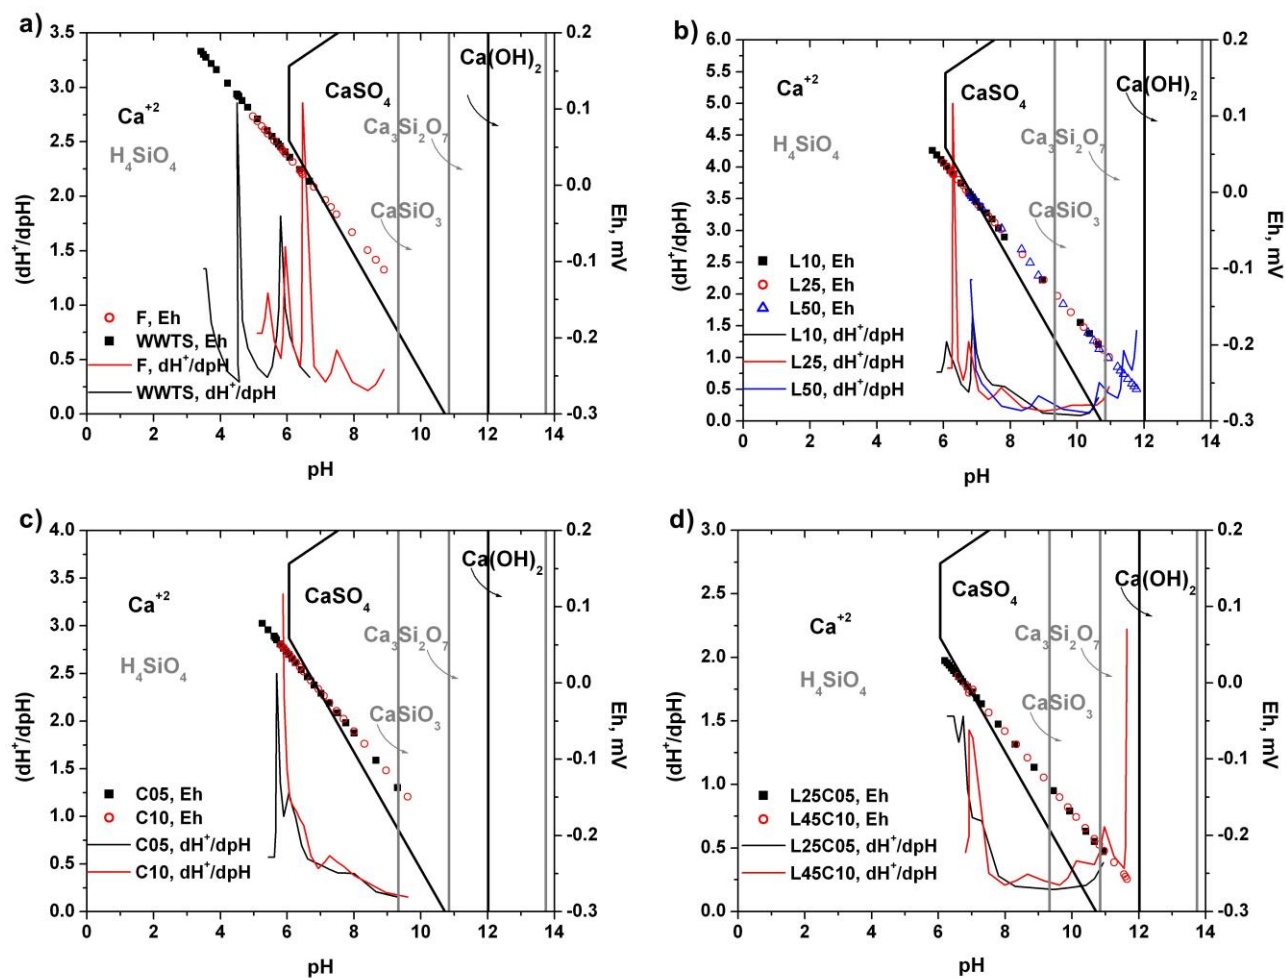 a)
3.5
3.0
2.5
2.0
1.5
1.0
0.5
0.0
(dH⁺/dpH)
0.2
0.1
0.0
-0.1
-0.2
-0.3
Eh, mV
Ca⁺²
H₄SiO₄
CaSO₄
Ca(OH)₂
Ca₃Si₂O₇
CaSiO₃
F, Eh
WWTS, Eh
F, dH⁺/dpH
WWTS, dH⁺/dpH
0 2 4 6 8 10 12 14
pH
b)
6.0
5.5
5.0
4.5
4.0
3.5
3.0
2.5
2.0
1.5
1.0
0.5
0.0
(dH⁺/dpH)
0.2
0.1
0.0
-0.1
-0.2
-0.3
Eh, mV
Ca⁺²
H₄SiO₄
CaSO₄
Ca(OH)₂
Ca₃Si₂O₇
CaSiO₃
L10, Eh
L25, Eh
L50, Eh
L10, dH⁺/dpH
L25, dH⁺/dpH
L50, dH⁺/dpH
0 2 4 6 8 10 12 14
pH
c)
4.0
3.5
3.0
2.5
2.0
1.5
1.0
0.5
0.0
(dH⁺/dpH)
0.2
0.1
0.0
-0.1
-0.2
-0.3
Eh, mV
Ca⁺²
H₄SiO₄
CaSO₄
Ca(OH)₂
Ca₃Si₂O₇
CaSiO₃
C05, Eh
C10, Eh
C05, dH⁺/dpH
C10, dH⁺/dpH
0 2 4 6 8 10 12 14
pH
d)
3.0
2.5
2.0
1.5
1.0
0.5
0.0
(dH⁺/dpH)
0.2
0.1
0.0
-0.1
-0.2
-0.3
Eh, mV
Ca⁺²
H₄SiO₄
CaSO₄
Ca(OH)₂
Ca₃Si₂O₇
CaSiO₃
L25C05, Eh
L45C10, Eh
L25C05, dH⁺/dpH
L45C10, dH⁺/dpH
0 2 4 6 8 10 12 14
pH